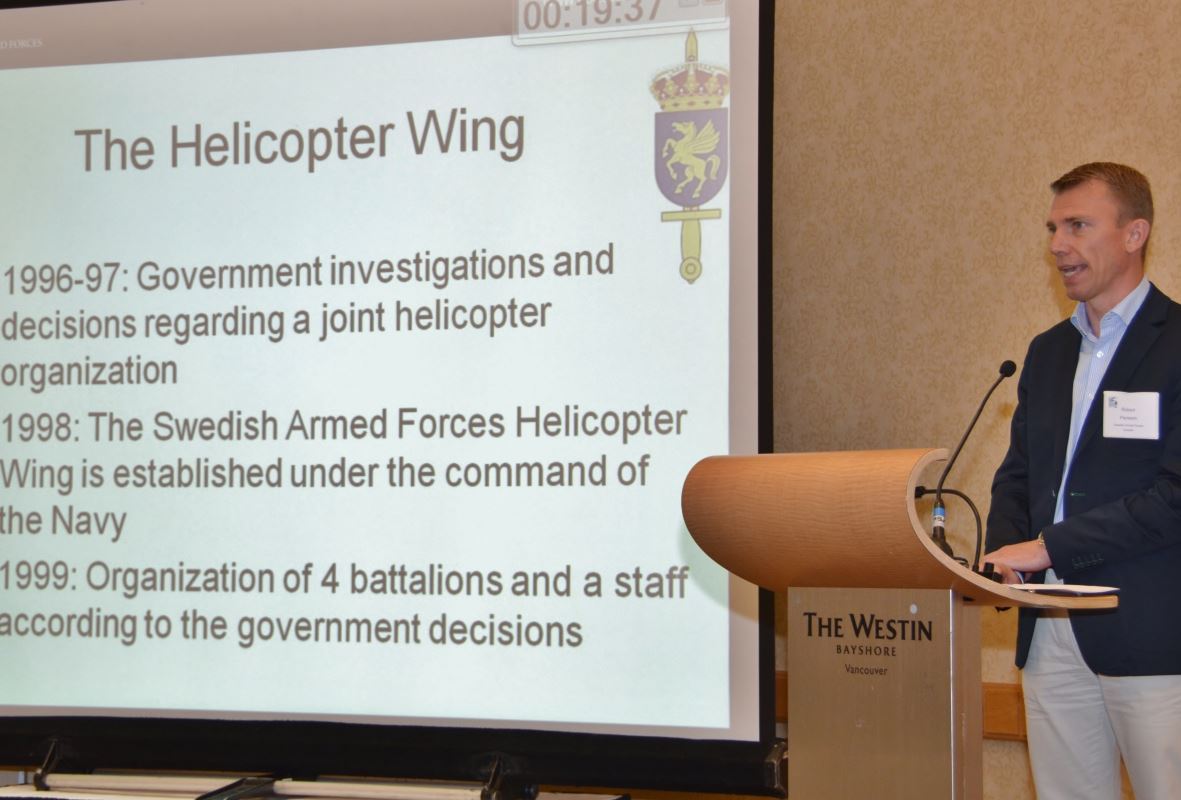 00:19:37
D FORCES
The Helicopter Wing
1996-97: Government investigations and
decisions regarding a joint helicopter
organization
1998: The Swedish Armed Forces Helicopter
Wing is established under the command of
the Navy
1999: Organization of 4 battalions and a staff
according to the government decisions
THE WESTIN
BAYSHORE
Vancouver